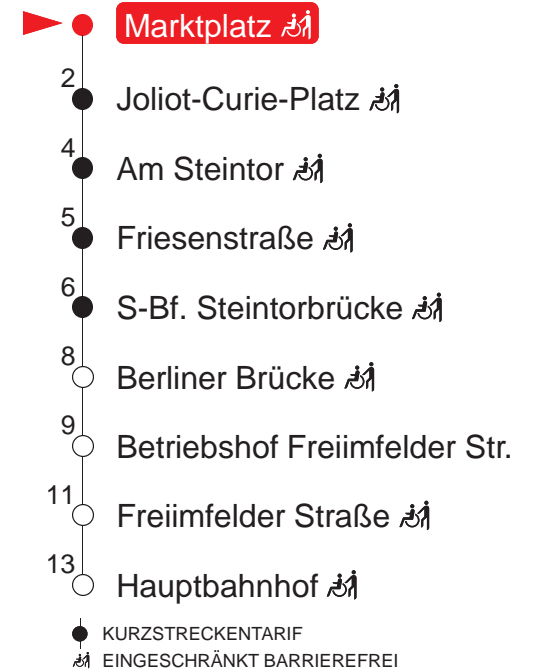 Marktplatz
2
Joliot-Curie-Platz
4
Am Steintor
5
Friesenstraße
6
S-Bf. Steintorbrücke
8
Berliner Brücke
9
Betriebshof Freiimfelder Str.
11
Freiimfelder Straße
13
Hauptbahnhof
KURZSTRECKENTARIF
EINGESCHRÄNKT BARRIEREFREI